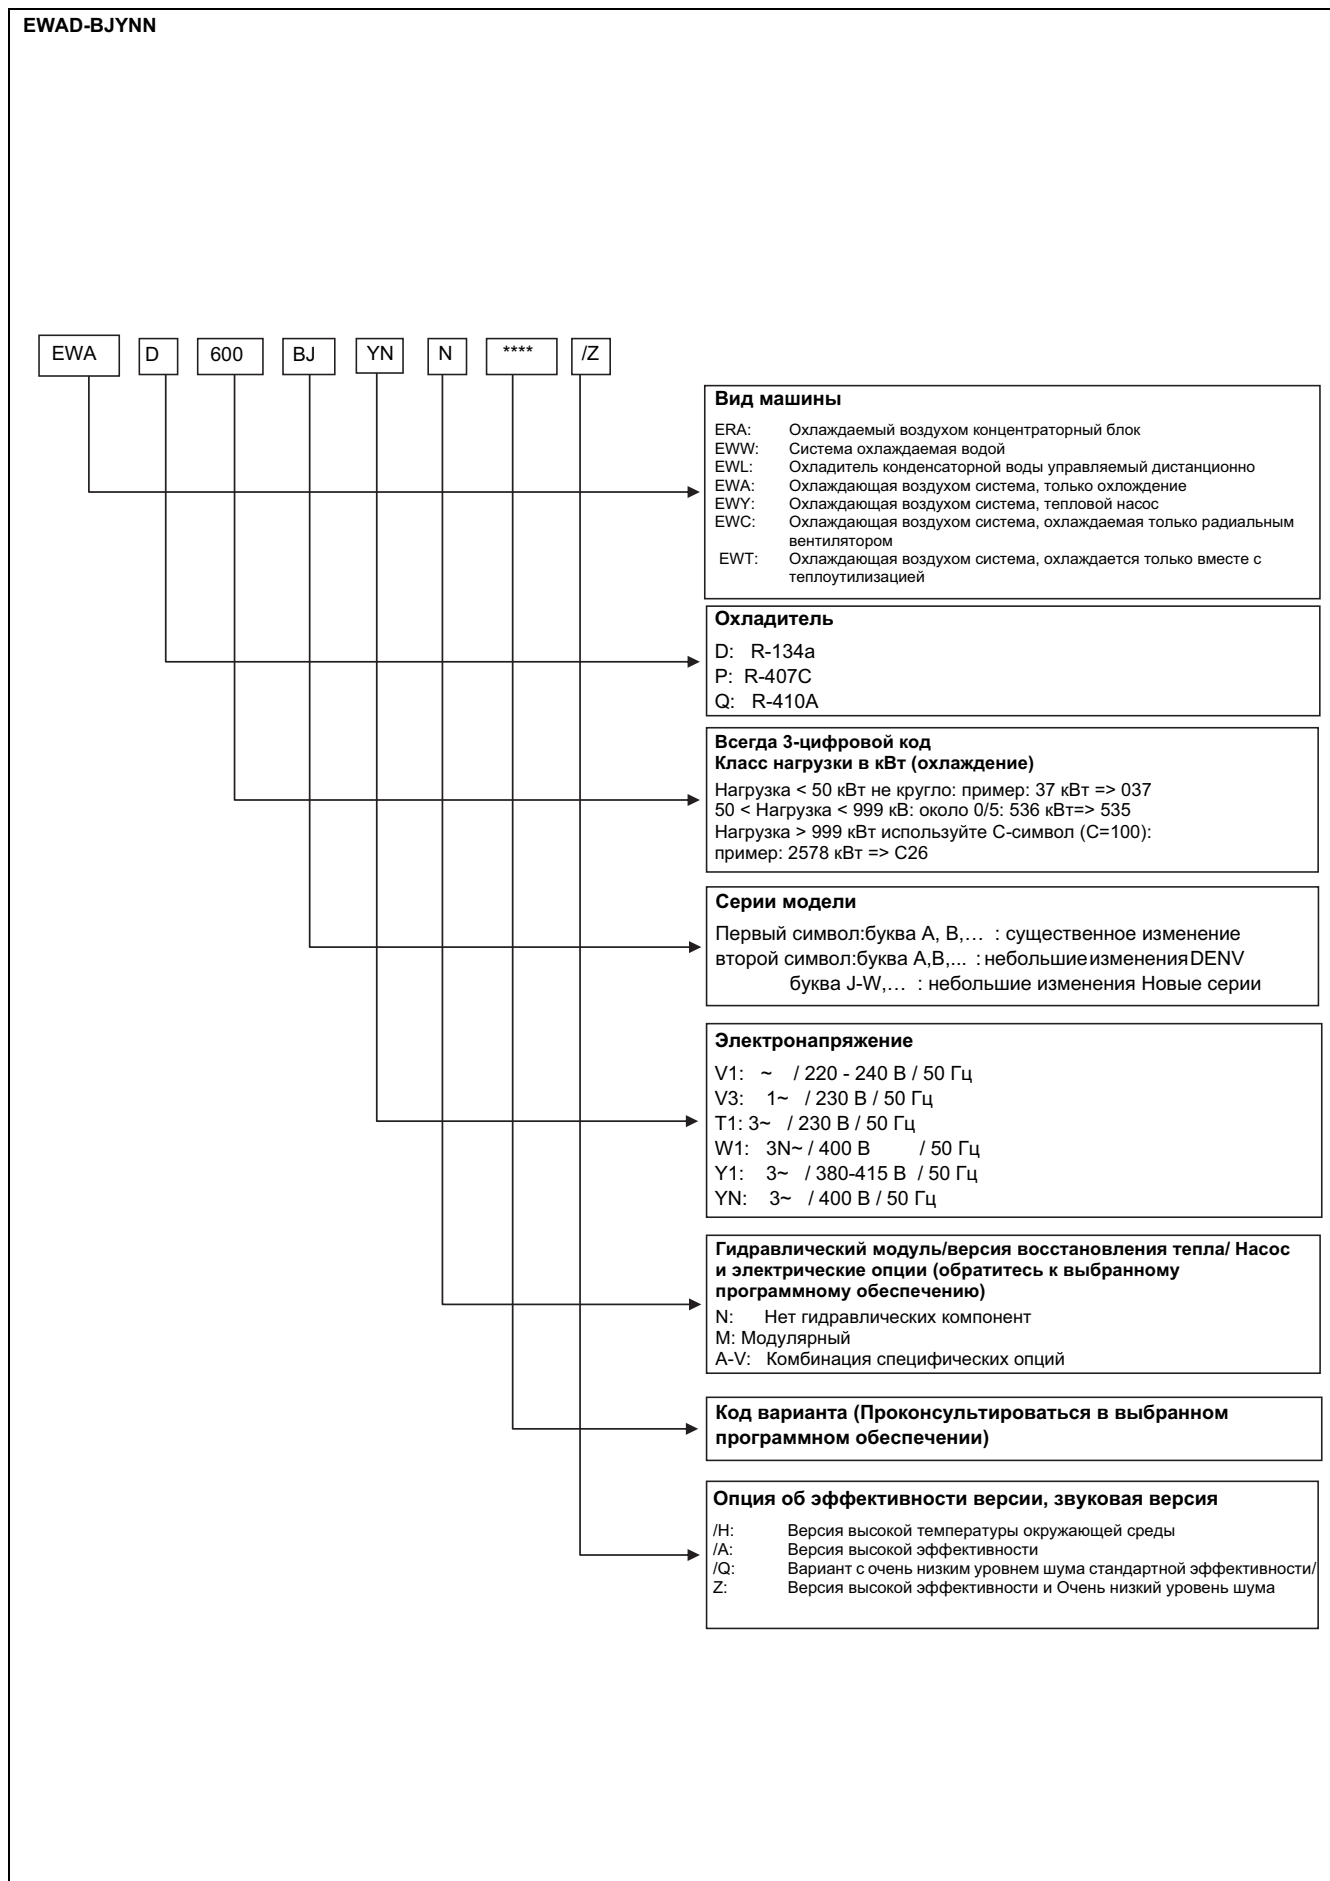 EWAD-BJYNN
EWA D 600 BJ YN N **** /Z
Вид машины
ERA: Охлаждаемый воздухом концентраторный блок
EWW: Система охлаждаемая водой
EWL: Охладитель конденсаторной воды управляемый дистанционно
EWA: Охлаждающая воздухом система, только охлождение
EWY: Охлаждающая воздухом система, тепловой насос
EWC: Охлаждающая воздухом система, охлаждаемая только радиальным
вентилятором
EWT: Охлаждающая воздухом система, охлаждается только вместе с
теплоутилизацией
Охладитель
D: R-134a
P: R-407C
Q: R-410A
Всегда 3-цифровой код
Класс нагрузки в кВт (охлаждение)
Нагрузка < 50 кВт не кругло: пример: 37 кВт => 037
50 < Нагрузка < 999 кВ: около 0/5: 536 кВт=> 535
Нагрузка > 999 кВт используйте С-символ (С=100):
пример: 2578 кВт => C26
Серии модели
Первый символ:буква А, В,… : существенное изменение
второй символ:буква А,В,... : небольшиеизмененияDENV
буква J-W,… : небольшие изменения Новые серии
Электронапряжение
V1: ~ / 220 - 240 В / 50 Гц
V3: 1~ / 230 В / 50 Гц
T1: 3~ / 230 В / 50 Гц
W1: 3N~ / 400 В / 50 Гц
Y1: 3~ / 380-415 В / 50 Гц
YN: 3~ / 400 В / 50 Гц
Гидравлический модуль/версия восстановления тепла/ Насос
и электрические опции (обратитесь к выбранному
программному обеспечению)
N: Нет гидравлических компонент
M: Модулярный
A-V: Комбинация специфических опций
Код варианта (Проконсультироваться в выбранном
программном обеспечении)
Опция об эффективности версии, звуковая версия
/H: Версия высокой температуры окружающей среды
/A: Версия высокой эффективности
/Q: Вариант с очень низким уровнем шума стандартной эффективности/
Z: Версия высокой эффективности и Очень низкий уровень шума